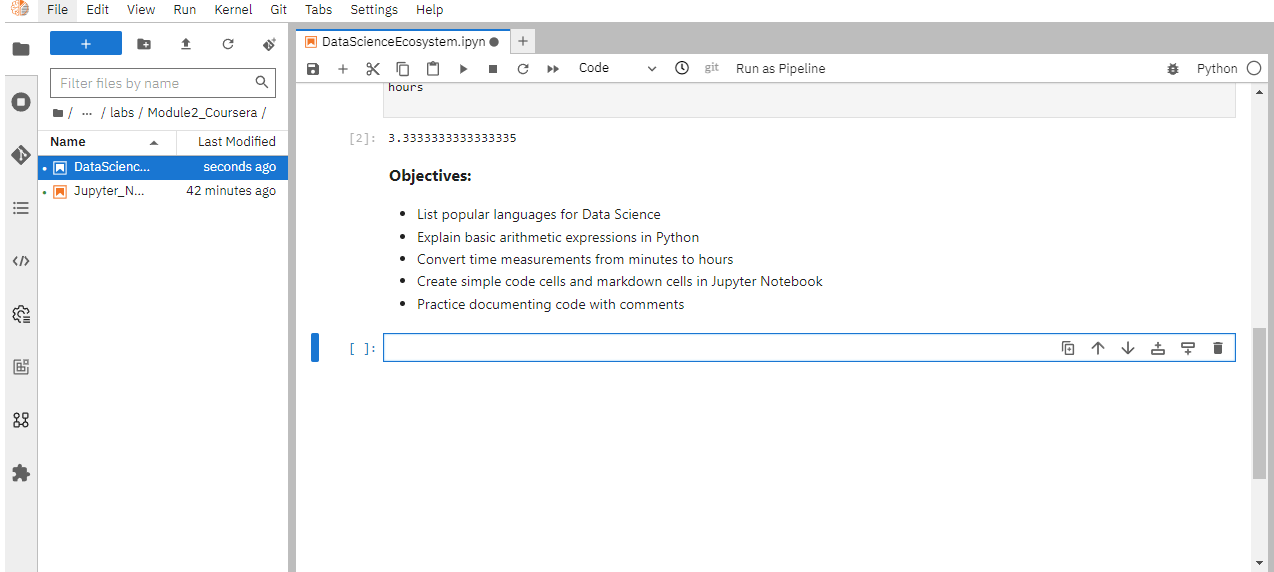 File Edit View Run Kernel Git Tabs Settings Help
+
Filter files by name
/ ... / labs / Module2_Coursera /
Name Last Modified
DataScienc... seconds ago
Jupyter_N... 42 minutes ago
DataScienceEcosystem.ipyn
+
Code git Run as Pipeline Python
hours
[2]: 3.3333333333333335
Objectives:
• List popular languages for Data Science
• Explain basic arithmetic expressions in Python
• Convert time measurements from minutes to hours
• Create simple code cells and markdown cells in Jupyter Notebook
• Practice documenting code with comments
[ ]: